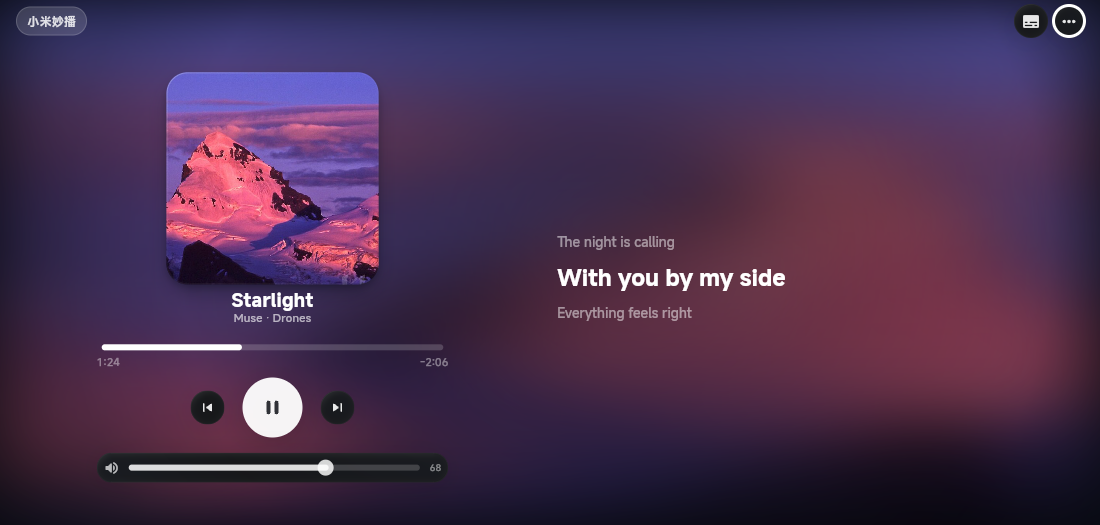 小米妙播
Starlight
Muse · Drones
1:24
-2:06
68
The night is calling
With you by my side
Everything feels right